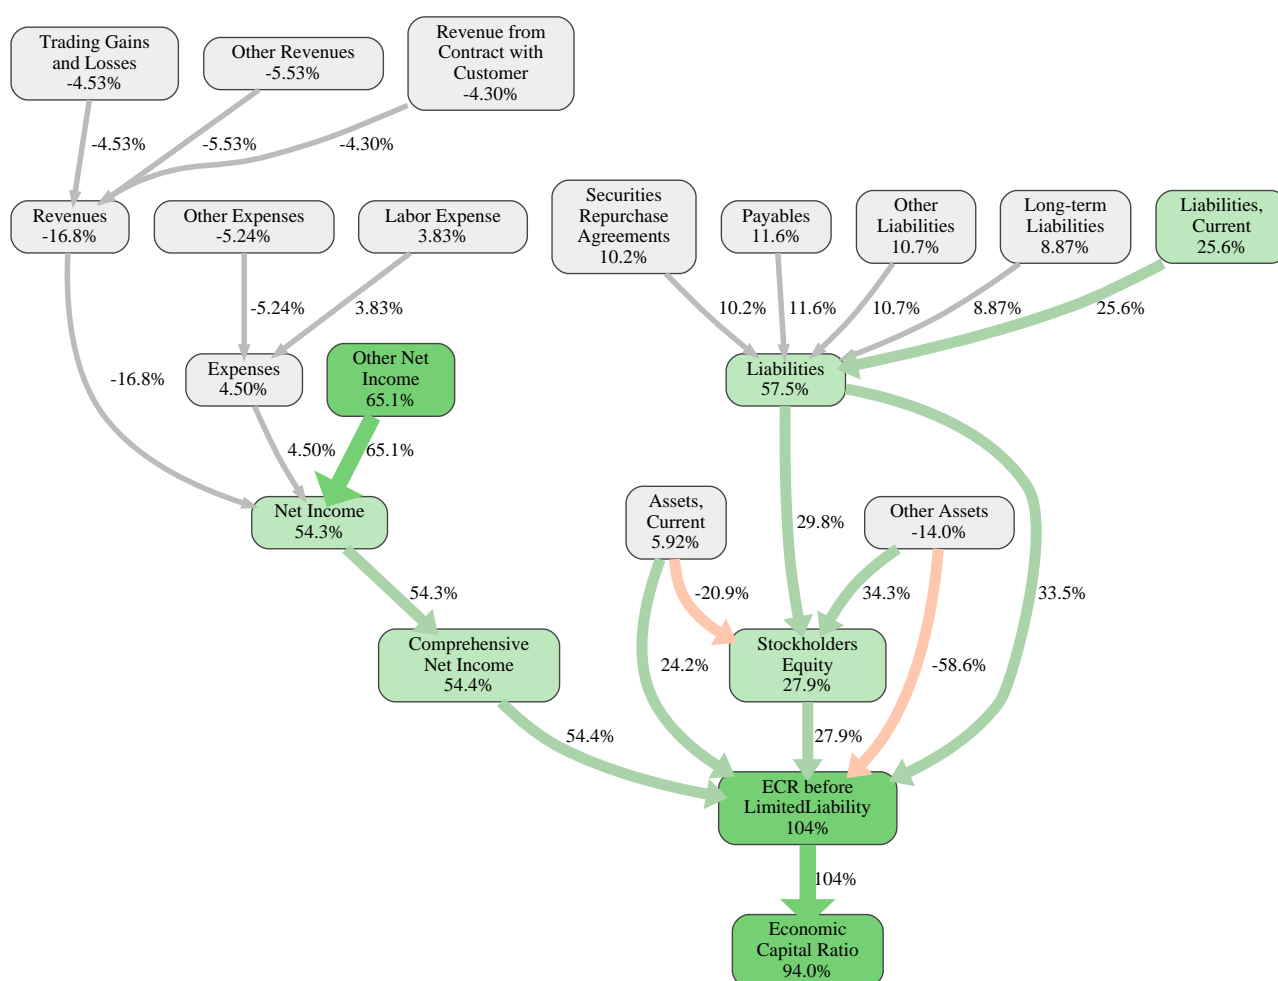 Trading Gains
and Losses
-4.53%
Other Revenues
-5.53%
Revenue from
Contract with
Customer
-4.30%
-4.53%
-5.53%
-4.30%
Revenues
-16.8%
Other Expenses
-5.24%
Labor Expense
3.83%
Securities
Repurchase
Agreements
10.2%
Payables
11.6%
Other
Liabilities
10.7%
Long-term
Liabilities
8.87%
Liabilities,
Current
25.6%
-5.24%
3.83%
10.2%
11.6%
10.7%
8.87%
25.6%
-16.8%
Expenses
4.50%
Other Net
Income
65.1%
Liabilities
57.5%
4.50%
65.1%
Net Income
54.3%
Assets,
Current
5.92%
29.8%
Other Assets
-14.0%
54.3%
-20.9%
34.3%
33.5%
Comprehensive
Net Income
54.4%
24.2%
Stockholders
Equity
27.9%
-58.6%
54.4%
27.9%
ECR before
LimitedLiability
104%
104%
Economic
Capital Ratio
94.0%